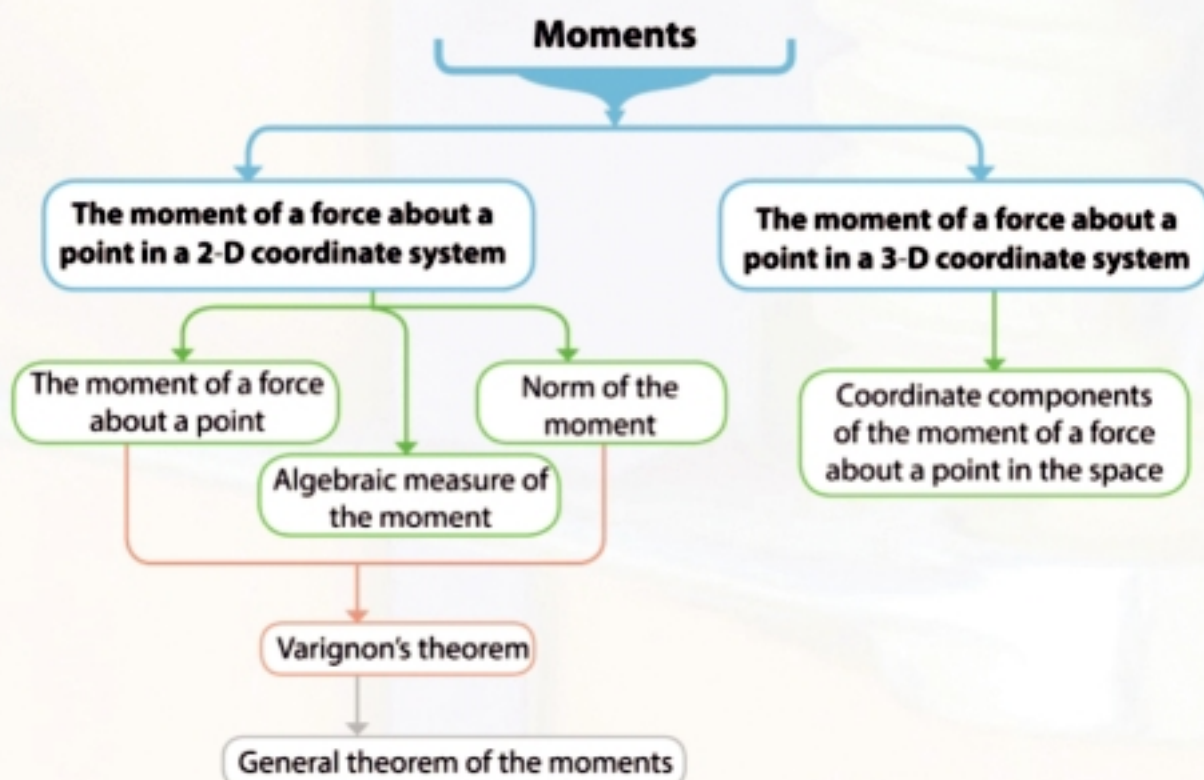 Moments
The moment of a force about a
point in a 2-D coordinate system
The moment of a force about a
point in a 3-D coordinate system
The moment of a force
about a point
Algebraic measure of
the moment
Norm of the
moment
Coordinate components
of the moment of a force
about a point in the space
Varignon's theorem
General theorem of the moments